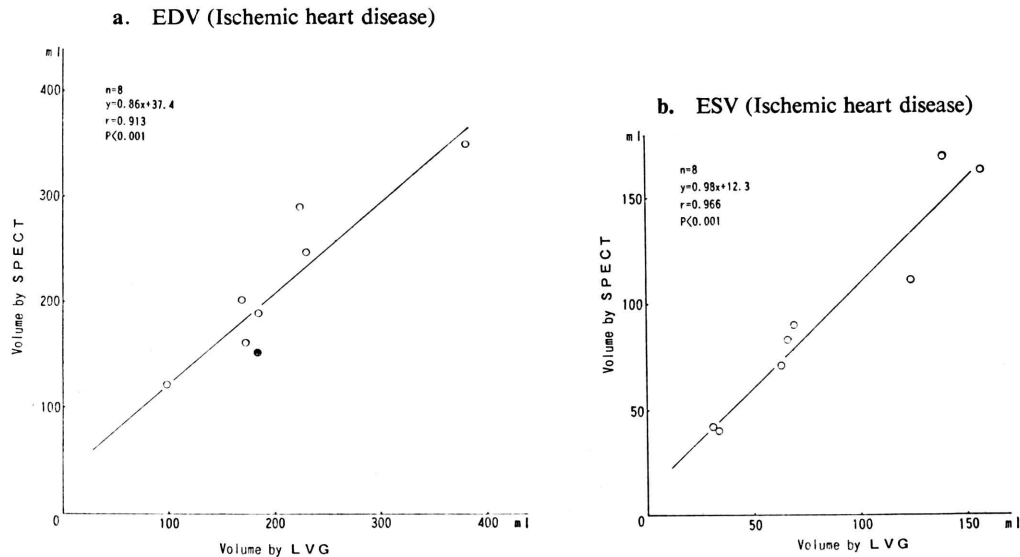 a. EDV (Ischemic heart disease)
ml
400
300
200
100
0
100
200
300
400
ml
n=8
y=0.86x+37.4
r=0.913
P<0.001
Volume by SPECT
Volume by LVG
b. ESV (Ischemic heart disease)
ml
150
100
50
0
50
100
150
ml
n=8
y=0.98x+12.3
r=0.966
P<0.001
Volume by SPECT
Volume by LVG